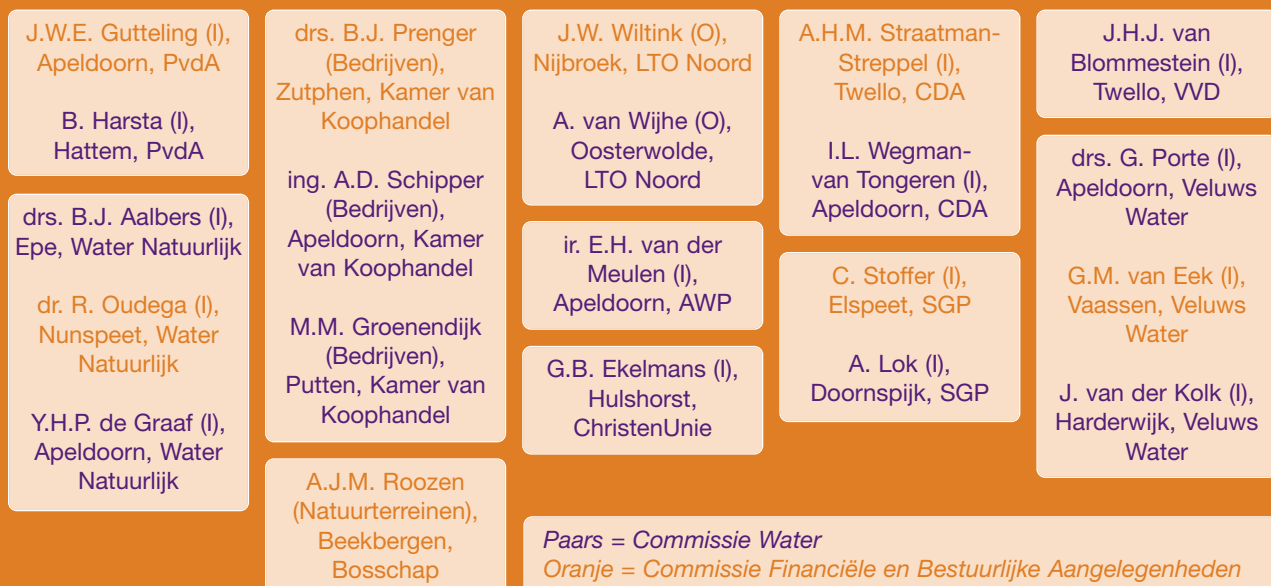 J.W.E. Gutteling (I),
Apeldoorn, PvdA
B. Harsta (I),
Hattem, PvdA
drs. B.J. Aalbers (I),
Epe, Water Natuurlijk
dr. R. Oudega (I),
Nunspeet, Water
Natuurlijk
Y.H.P. de Graaf (I),
Apeldoorn, Water
Natuurlijk
drs. B.J. Prenger
(Bedrijven),
Zutphen, Kamer van
Koophandel
ing. A.D. Schipper
(Bedrijven),
Apeldoorn, Kamer
van Koophandel
M.M. Groenendijk
(Bedrijven),
Putten, Kamer van
Koophandel
A.J.M. Roozen
(Natuurterreinen),
Beekbergen,
Bosschap
J.W. Wiltink (O),
Nijbroek, LTO Noord
A. van Wijhe (O),
Oosterwolde,
LTO Noord
ir. E.H. van der
Meulen (I),
Apeldoorn, AWP
G.B. Ekelmans (I),
Hulshorst,
ChristenUnie
A.H.M. Straatman-
Streppel (I),
Twello, CDA
I.L. Wegman-
van Tongeren (I),
Apeldoorn, CDA
C. Stoffer (I),
Elspeet, SGP
A. Lok (I),
Doornspijk, SGP
J.H.J. van
Blommestein (I),
Twello, VVD
drs. G. Porte (I),
Apeldoorn, Veluws
Water
G.M. van Eek (I),
Vaassen, Veluws
Water
J. van der Kolk (I),
Harderwijk, Veluws
Water
Paars = Commissie Water
Oranje = Commissie Financiële en Bestuurlijke Aangelegenheden